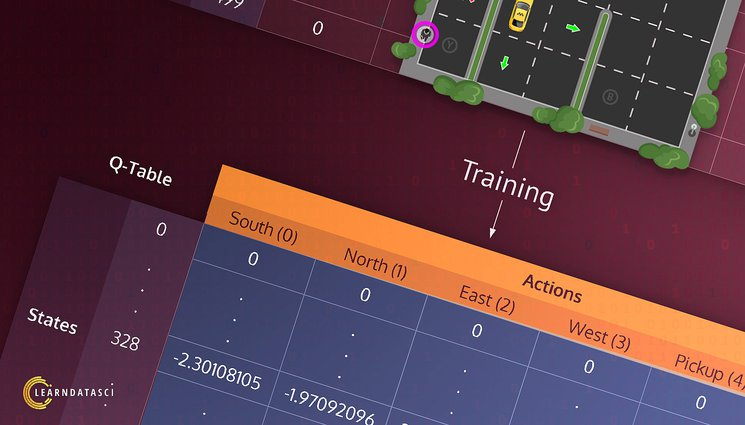 499
0
Y
B
Training
Q-Table
Actions
South (0)
North (1)
East (2)
West (3)
Pickup (4)
0
0
0
0
0
0
States
328
-2.30108105
-1.97092096
LEARNDATASCI